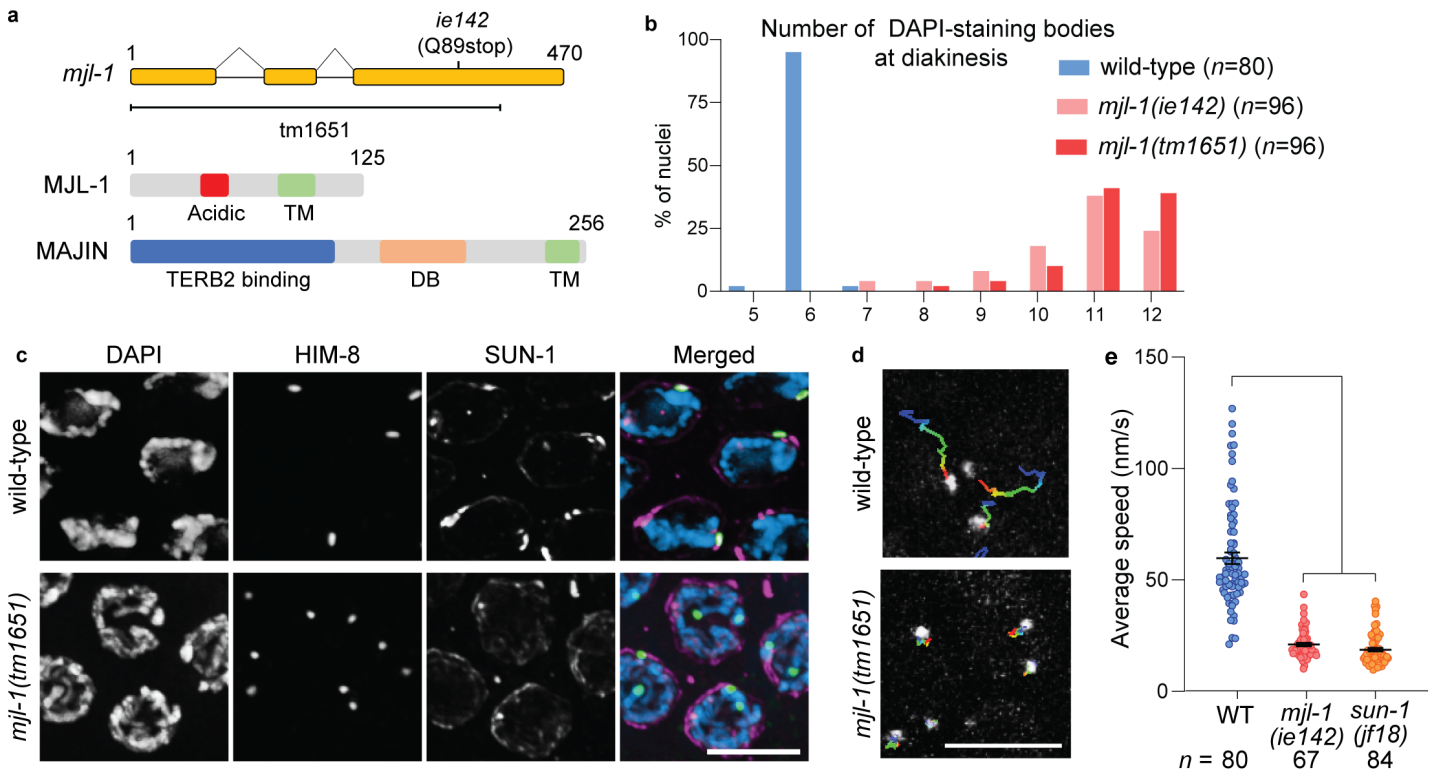 a
ie142
(Q89stop)
1
470
mjl-1
tm1651
1
125
MJL-1
Acidic
TM
1
256
MAJIN
TERB2 binding
DB
TM
b
Number of DAPI-staining bodies
at diakinesis
wild-type (n=80)
mjl-1(ie142) (n=96)
mjl-1(tm1651) (n=96)
% of nuclei
100
75
50
25
0
5 6 7 8 9 10 11 12
c
DAPI HIM-8 SUN-1 Merged
wild-type
mjl-1(tm1651)
d
wild-type
mjl-1(tm1651)
e
Average speed (nm/s)
150
100
50
0
WT mjl-1 sun-1
(ie142) (jf18)
n = 80 67 84